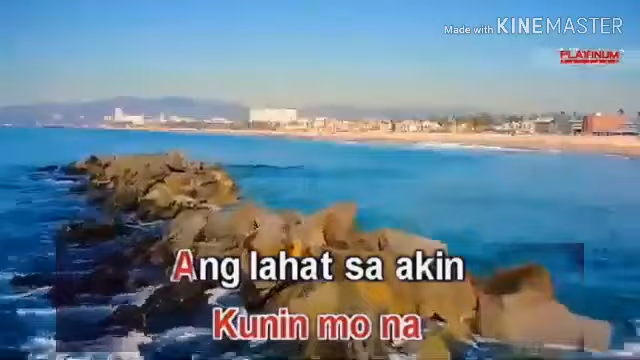 Made with KINEMASTER
PLATINUM
Ang lahat sa akin
Kunin mo na